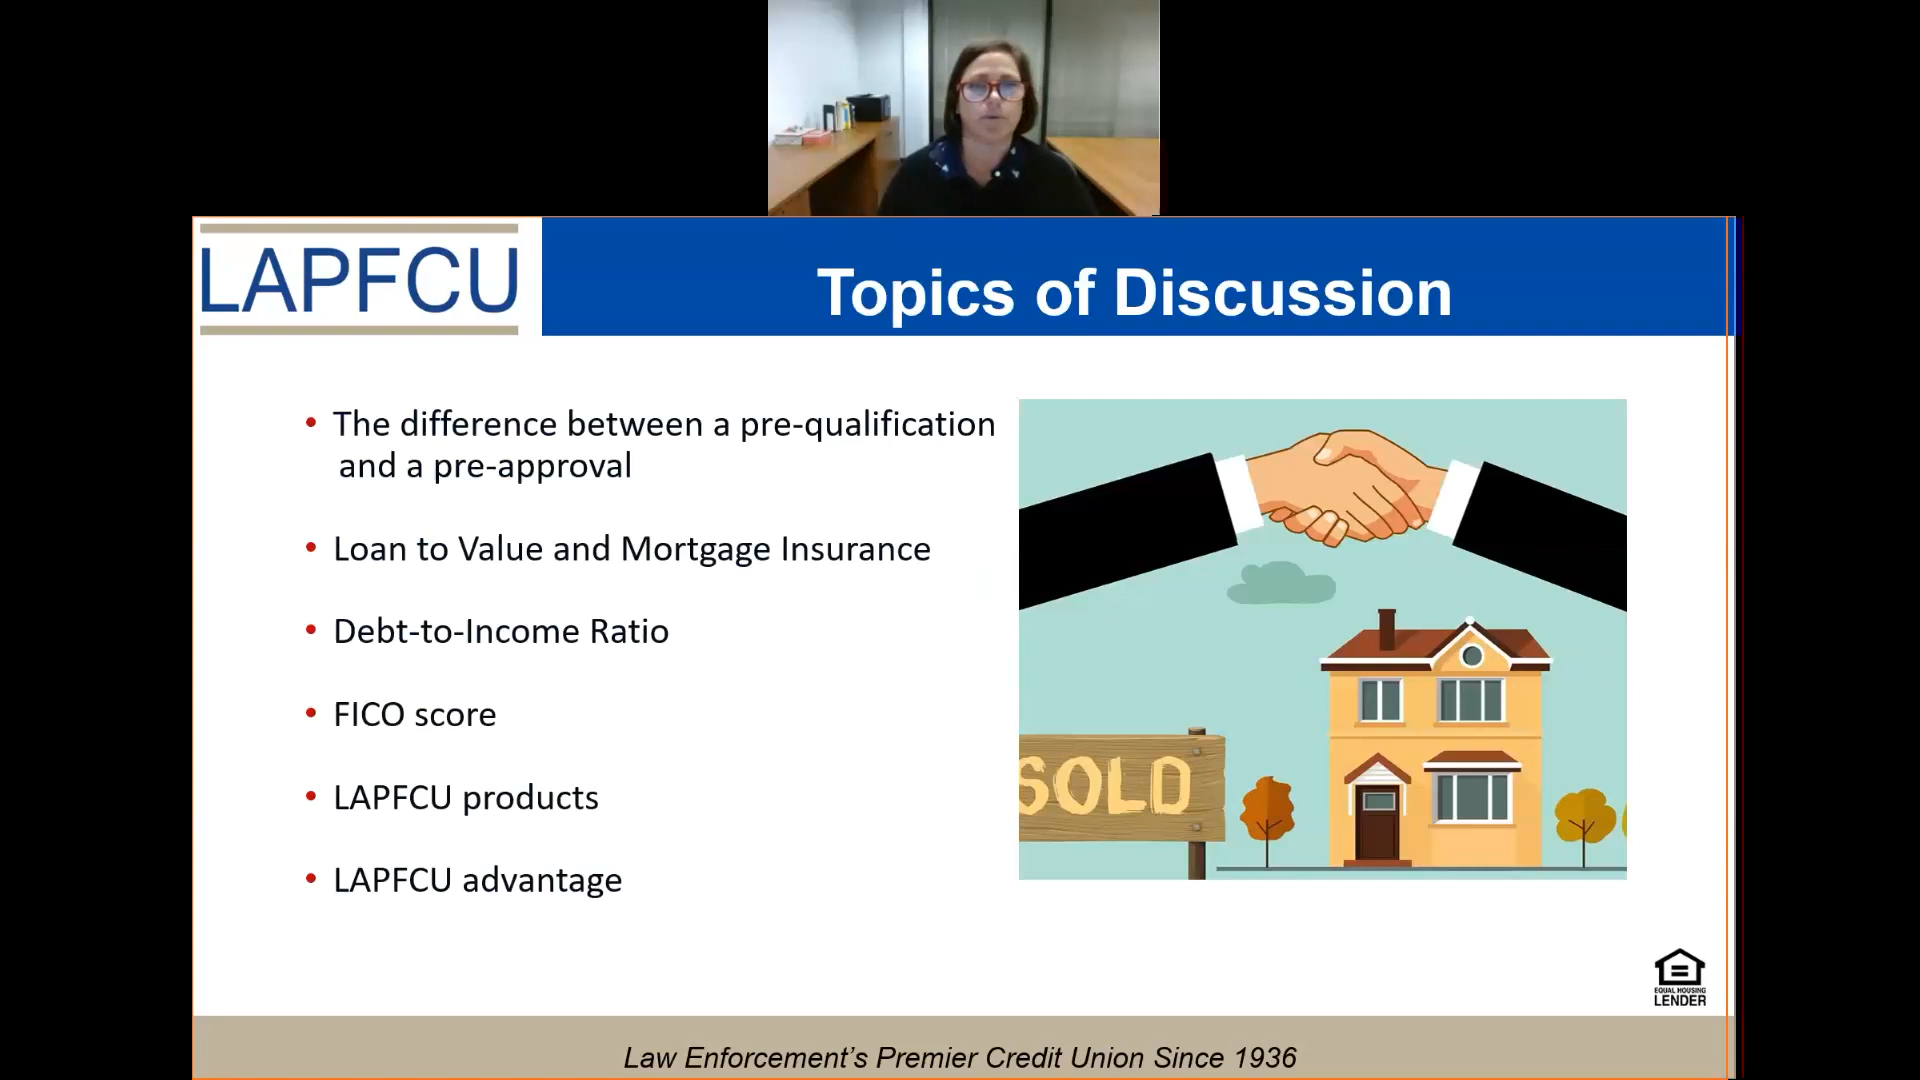 LAPFCU
Topics of Discussion
• The difference between a pre-qualification
and a pre-approval
• Loan to Value and Mortgage Insurance
• Debt-to-Income Ratio
• FICO score
• LAPFCU products
• LAPFCU advantage
SOLD
EQUAL HOUSING
LENDER
Law Enforcement's Premier Credit Union Since 1936